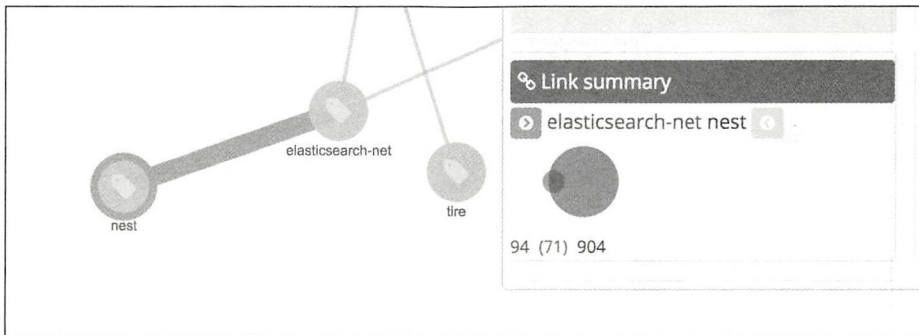 Link summary
elasticsearch-net nest
elasticsearch-net
nest
tire
94 (71) 904